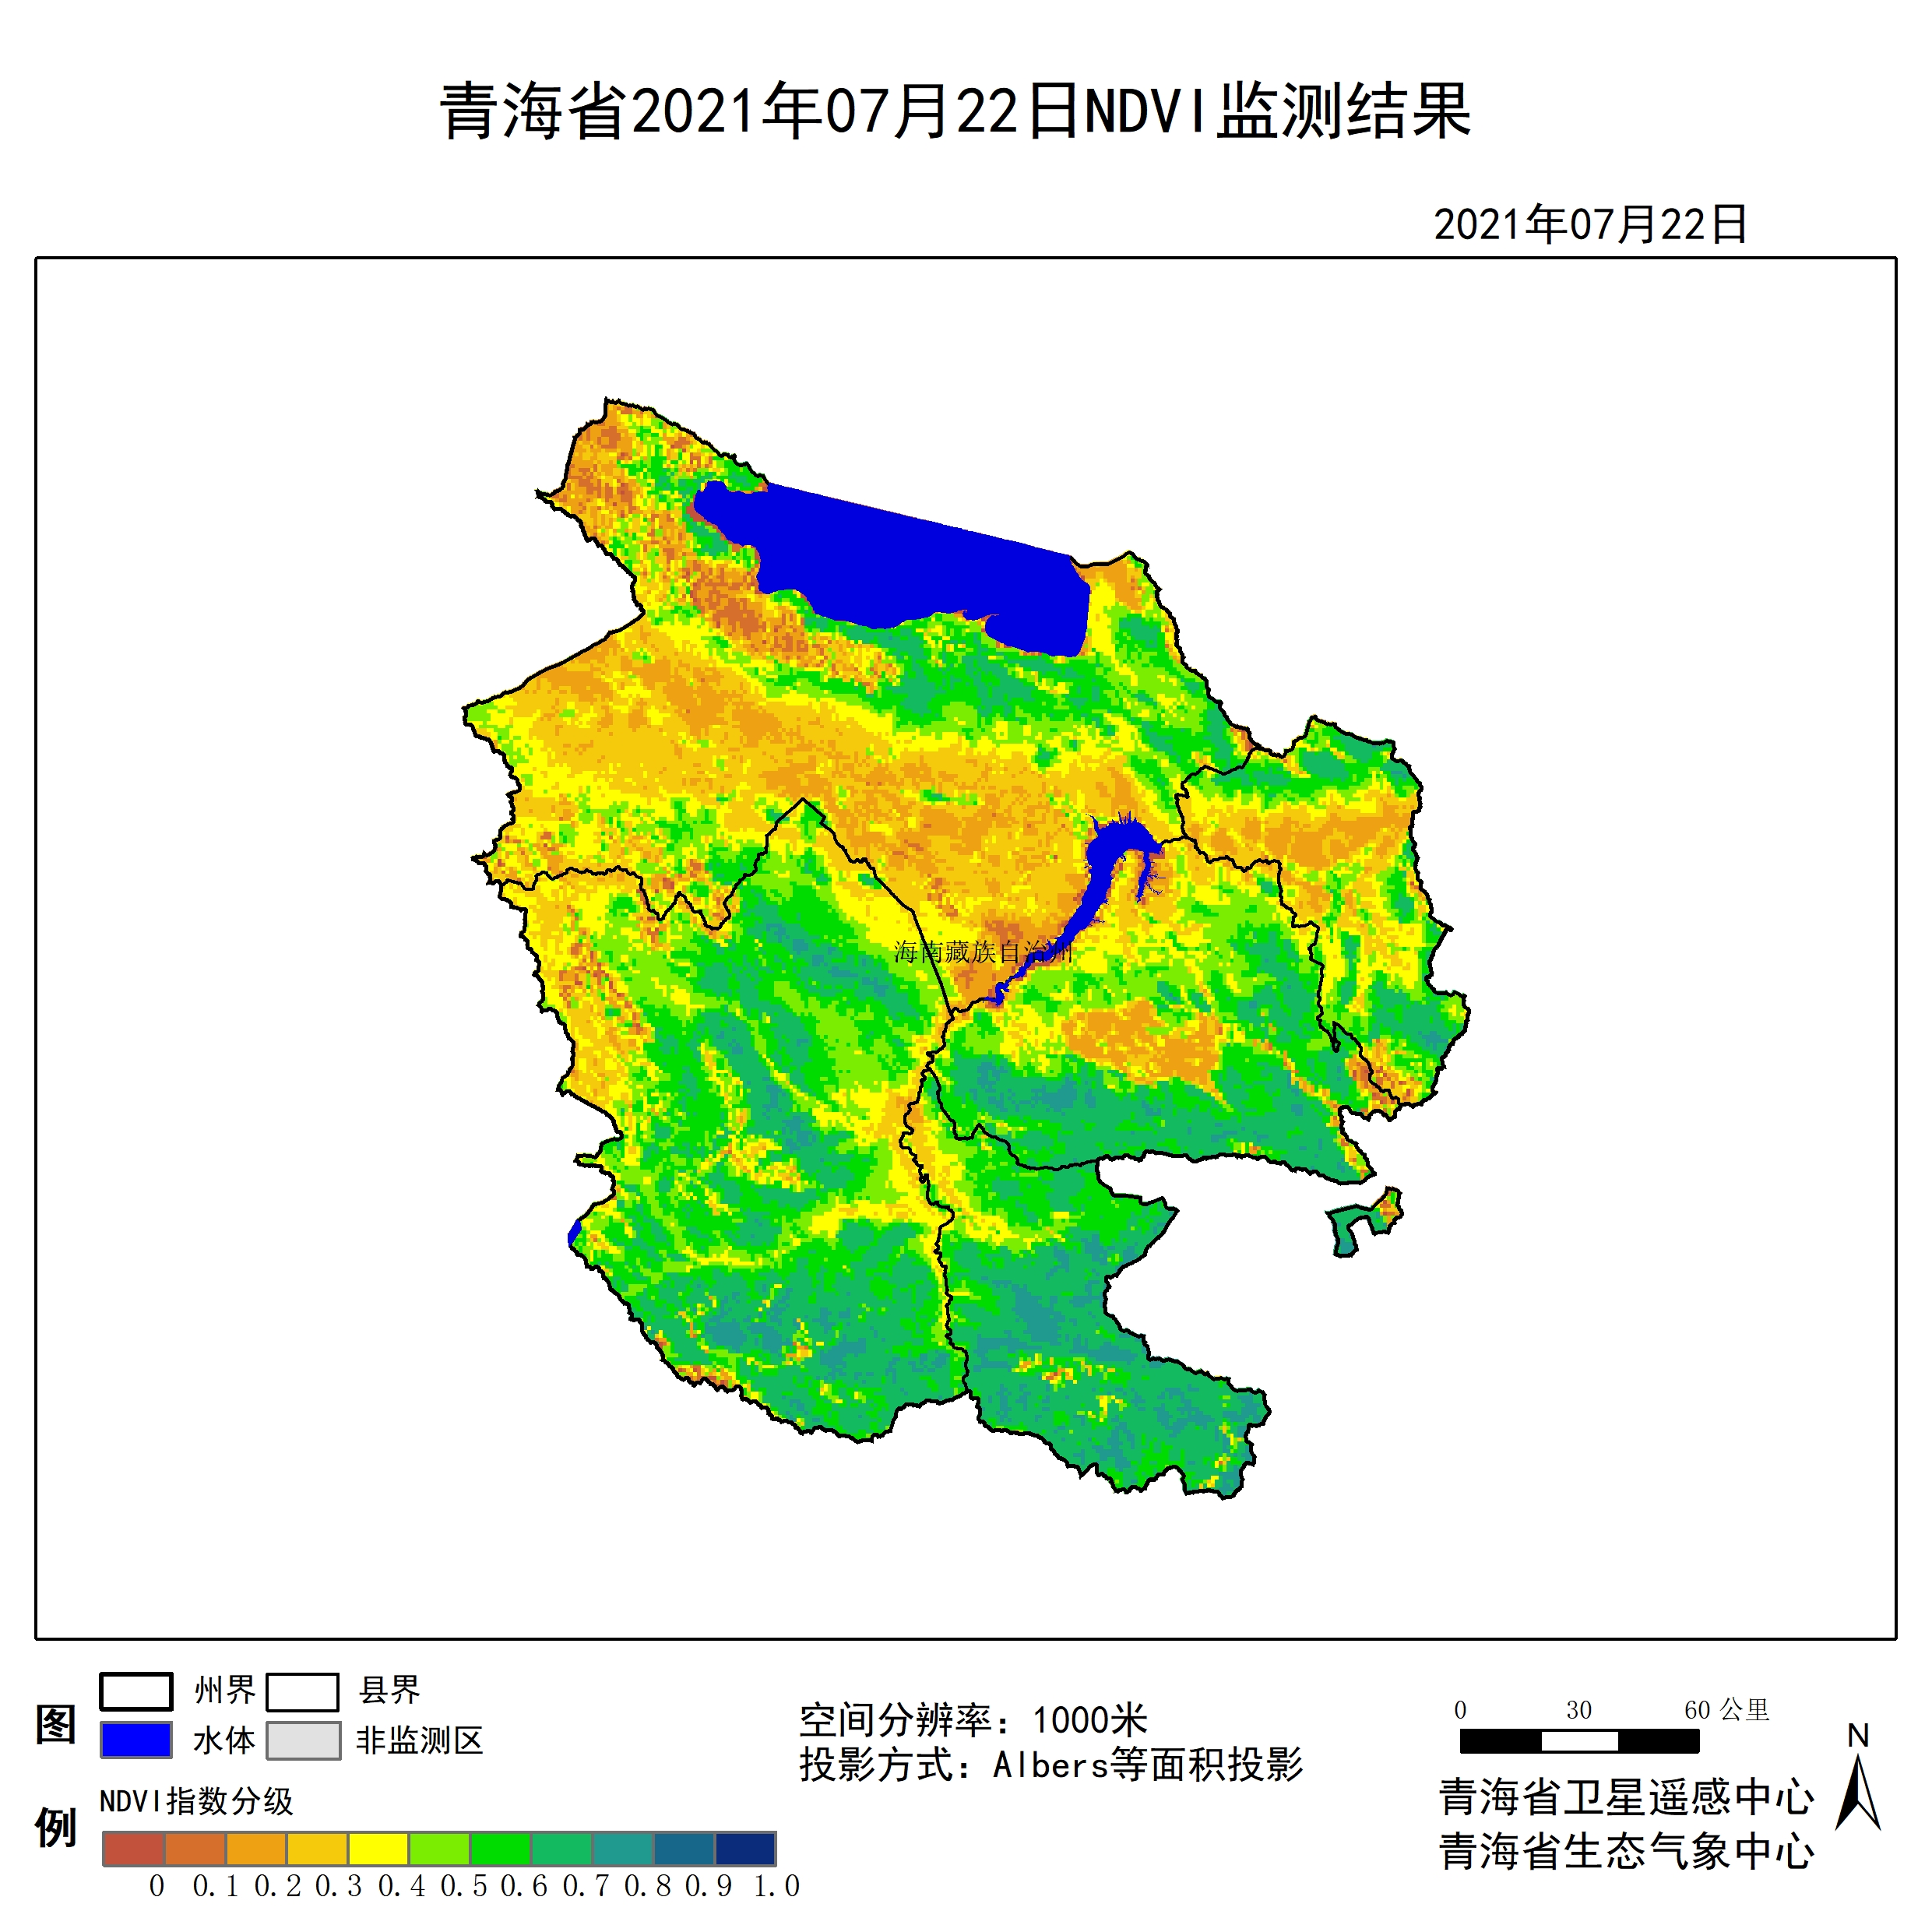 青海省2021年07月22日NDVI监测结果
2021年07月22日
海南藏族自治州
图例
州界 县界
水体 非监测区
NDVI指数分级
0 0.1 0.2 0.3 0.4 0.5 0.6 0.7 0.8 0.9 1.0
空间分辨率：1000米
投影方式：Albers等面积投影
0 30 60 公里
N
青海省卫星遥感中心
青海省生态气象中心